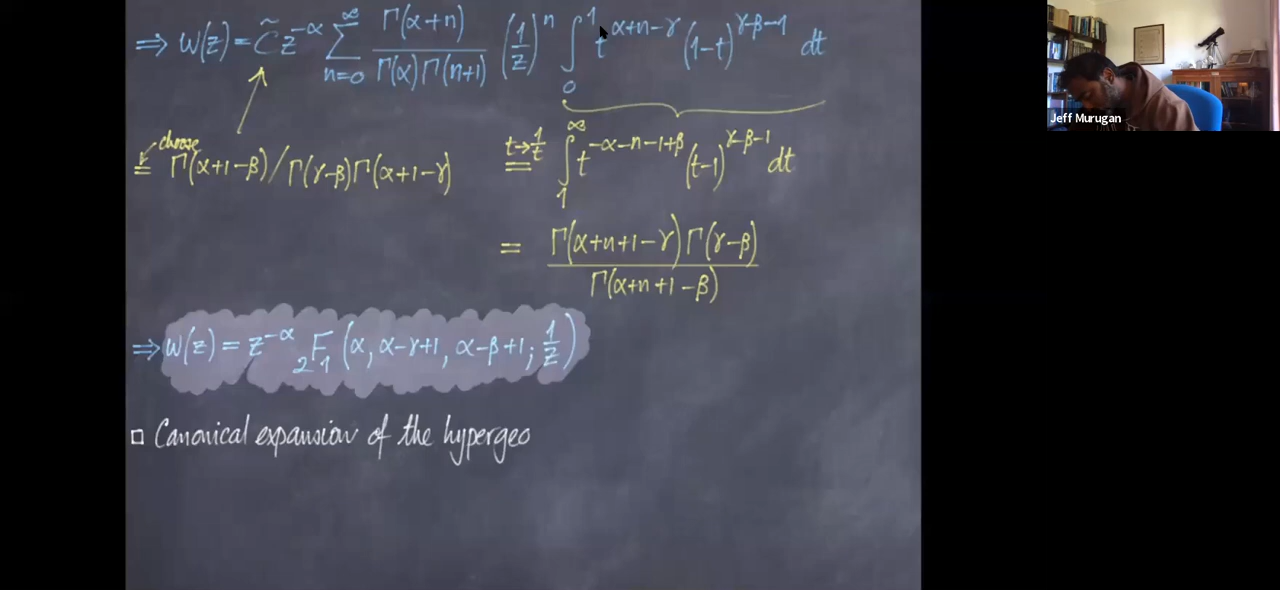 ⇒ W(z) = C̃ z^{-α} ∑_{n=0}^{∞} Γ(α+n)/(Γ(α)Γ(n+1)) (1/z)^n ∫_0^1 t^{α+n-γ} (1-t)^{γ-β-1} dt
Jeff Murugan
choose
= Γ(α+1-β)/Γ(γ-β)Γ(α+1-γ)
t→1/t = ∫_1^∞ t^{-α-n-1+β} (t-1)^{γ-β-1} dt
= Γ(α+n+1-γ)Γ(γ-β)/Γ(α+n+1-β)
⇒ W(z) = z^{-α} ₂F₁(α, α-γ+1, α-β+1; 1/z)
□ Canonical expansion of the hypergeo